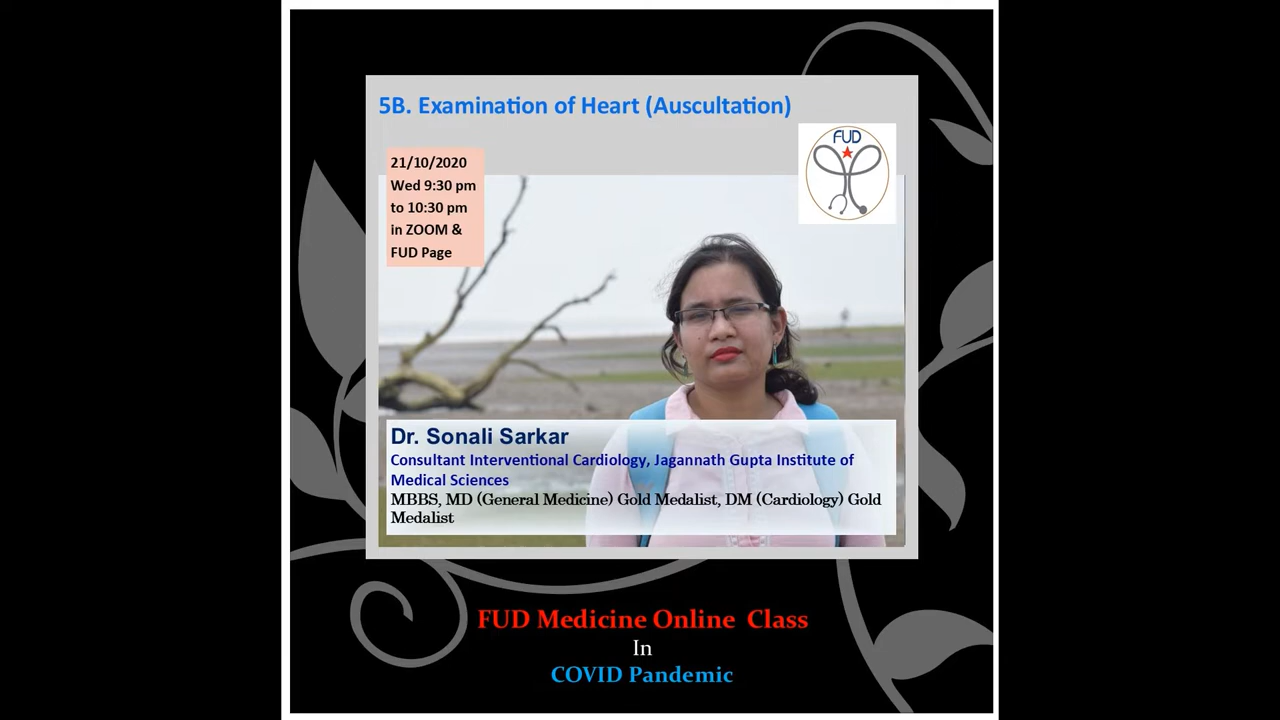 5B. Examination of Heart (Auscultation)
FUD
21/10/2020
Wed 9:30 pm
to 10:30 pm
in ZOOM &
FUD Page
Dr. Sonali Sarkar
Consultant Interventional Cardiology, Jagannath Gupta Institute of
Medical Sciences
MBBS, MD (General Medicine) Gold Medalist, DM (Cardiology) Gold
Medalist
FUD Medicine Online Class
In
COVID Pandemic